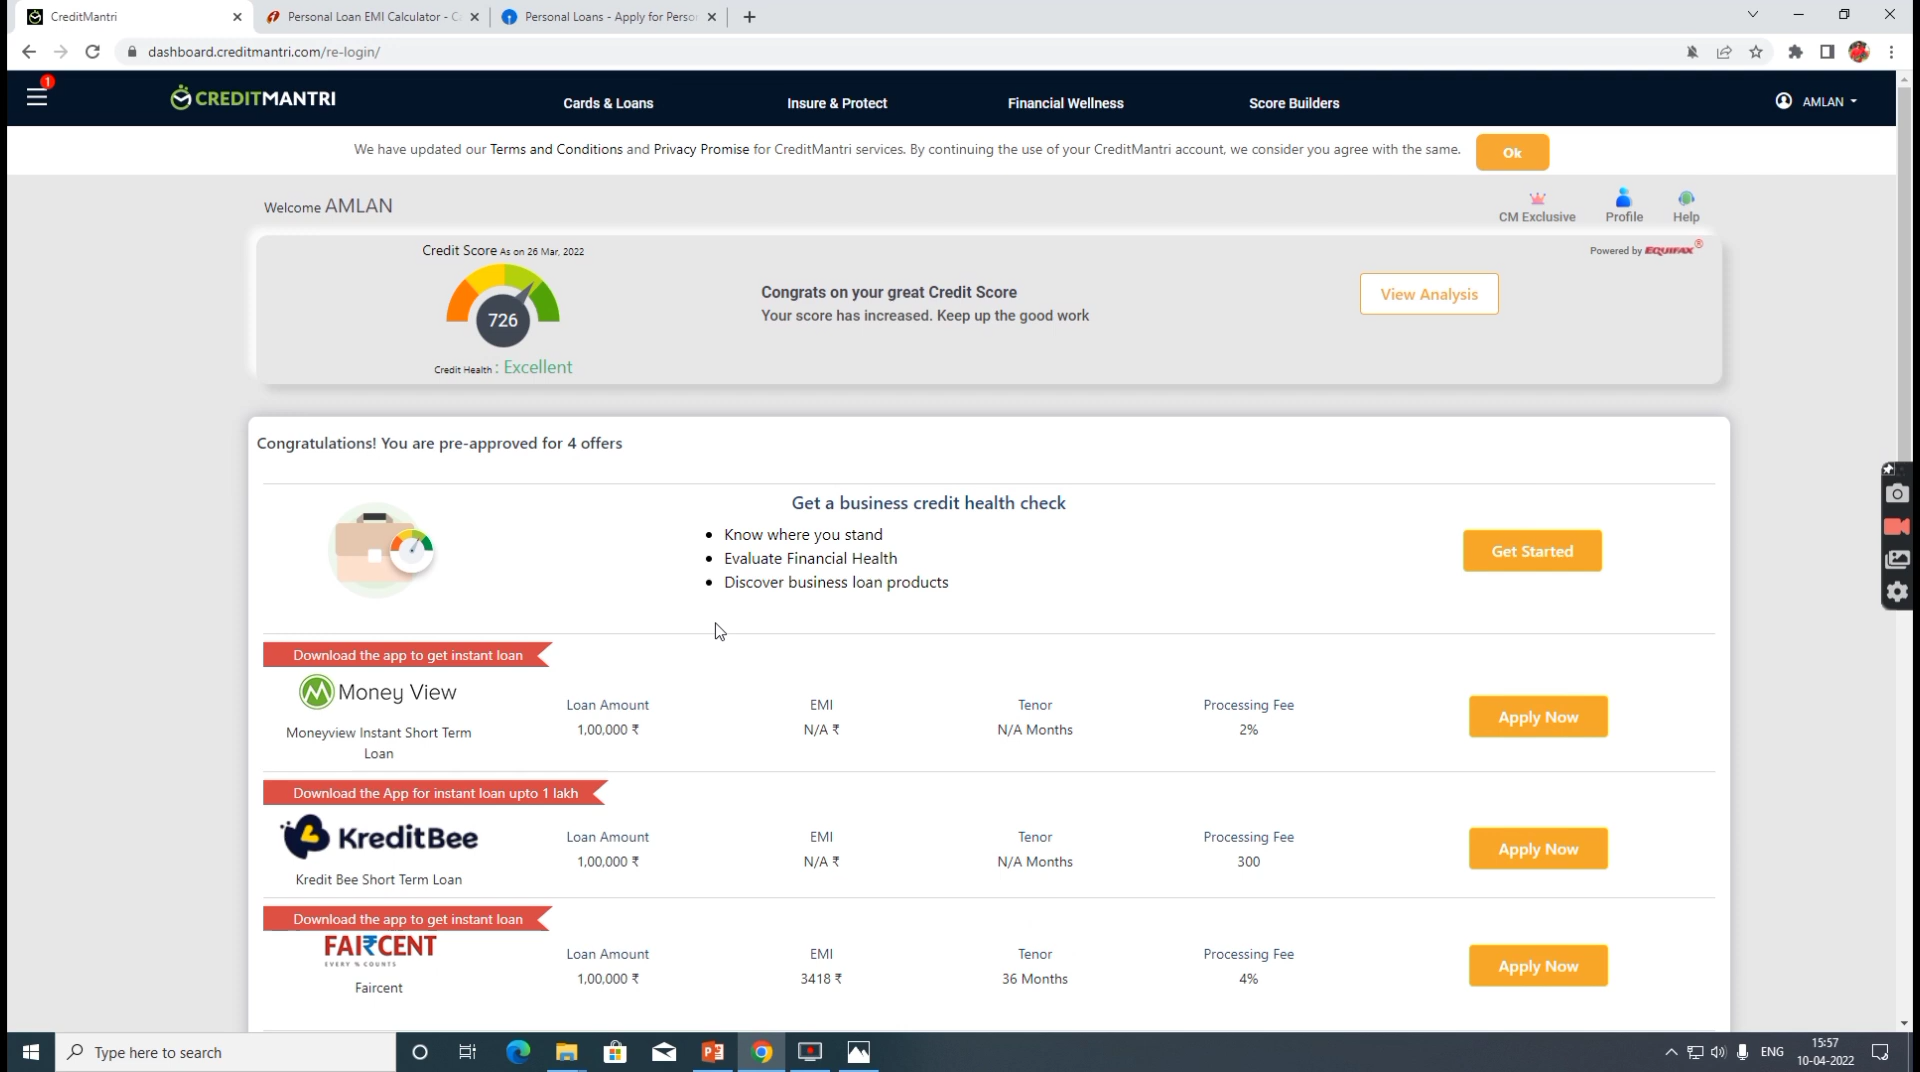 CreditMantri
Personal Loan EMI Calculator - C
Personal Loans - Apply for Perso
dashboard.creditmantri.com/re-login/
1
CREDITMANTRI
Cards & Loans
Insure & Protect
Financial Wellness
Score Builders
AMLAN
We have updated our Terms and Conditions and Privacy Promise for CreditMantri services. By continuing the use of your CreditMantri account, we consider you agree with the same.
Ok
Welcome AMLAN
CM Exclusive
Profile
Help
Credit Score As on 26 Mar, 2022
Powered by EQUIFAX®
726
Congrats on your great Credit Score
Your score has increased. Keep up the good work
View Analysis
Credit Health : Excellent
Congratulations! You are pre-approved for 4 offers
Get a business credit health check
• Know where you stand
• Evaluate Financial Health
• Discover business loan products
Get Started
Download the app to get instant loan
Money View
Moneyview Instant Short Term
Loan
Loan Amount
1,00,000 ₹
EMI
N/A ₹
Tenor
N/A Months
Processing Fee
2%
Apply Now
Download the App for instant loan upto 1 lakh
KreditBee
Kredit Bee Short Term Loan
Loan Amount
1,00,000 ₹
EMI
N/A ₹
Tenor
N/A Months
Processing Fee
300
Apply Now
Download the app to get instant loan
FAIRCENT
EVERY % COUNTS
Faircent
Loan Amount
1,00,000 ₹
EMI
3418 ₹
Tenor
36 Months
Processing Fee
4%
Apply Now
Type here to search
ENG
15:57
10-04-2022